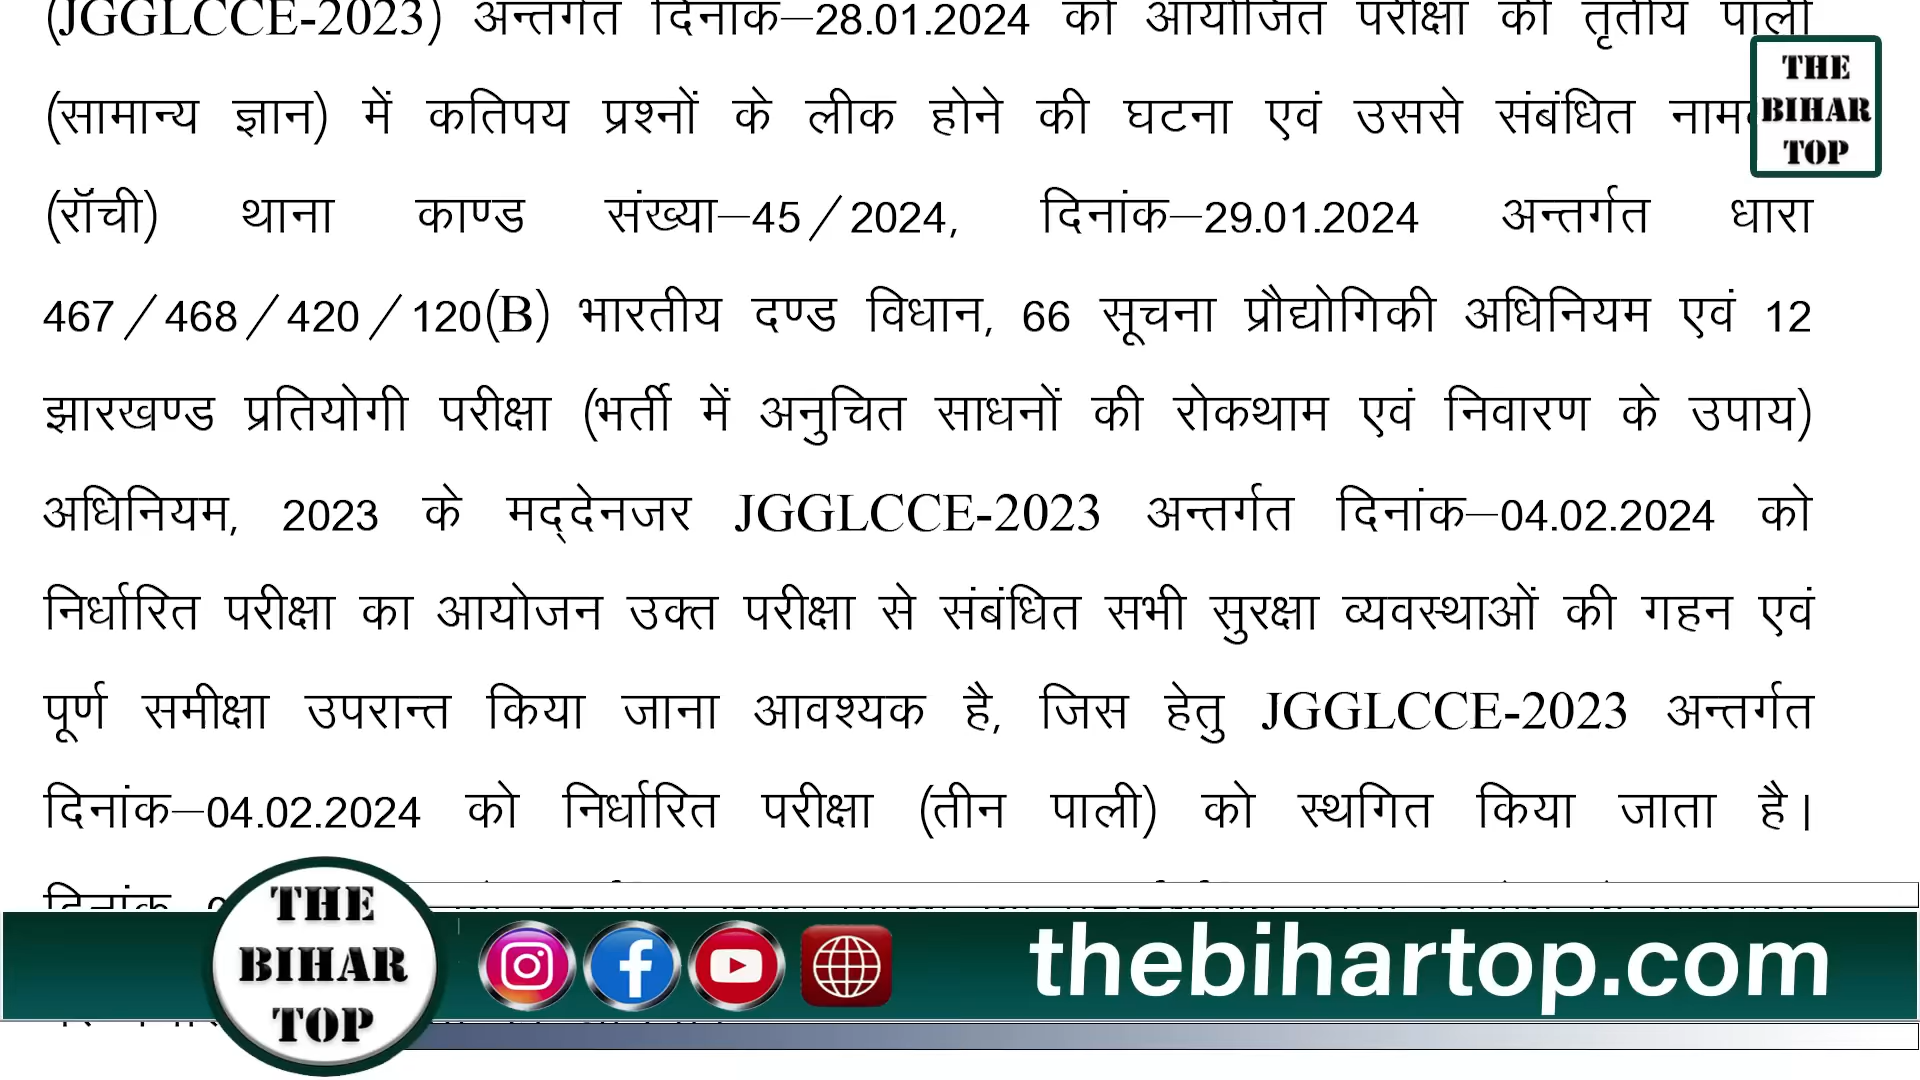 (JGGLCCE-2023) अन्तर्गत दिनांक–28.01.2024 को आयोजित परीक्षा की तृतीय पाली
(सामान्य ज्ञान) में कतिपय प्रश्नों के लीक होने की घटना एवं उससे संबंधित
(राॅंची) थाना काण्ड संख्या–45/2024, दिनांक–29.01.2024 अन्तर्गत धारा
467/468/420/120(B) भारतीय दण्ड विधान, 66 सूचना प्रौद्योगिकी अधिनियम एवं 12
झारखण्ड प्रतियोगी परीक्षा (भर्ती में अनुचित साधनों की रोकथाम एवं निवारण के उपाय)
अधिनियम, 2023 के मद्देनजर JGGLCCE-2023 अन्तर्गत दिनांक–04.02.2024 को
निर्धारित परीक्षा का आयोजन उक्त परीक्षा से संबंधित सभी सुरक्षा व्यवस्थाओं की गहन एवं
पूर्ण समीक्षा उपरान्त किया जाना आवश्यक है, जिस हेतु JGGLCCE-2023 अन्तर्गत
दिनांक–04.02.2024 को निर्धारित परीक्षा (तीन पाली) को स्थगित किया जाता है।
दिनांक
THE
BIHAR
TOP
THE
BIHAR
TOP
thebihartop.com